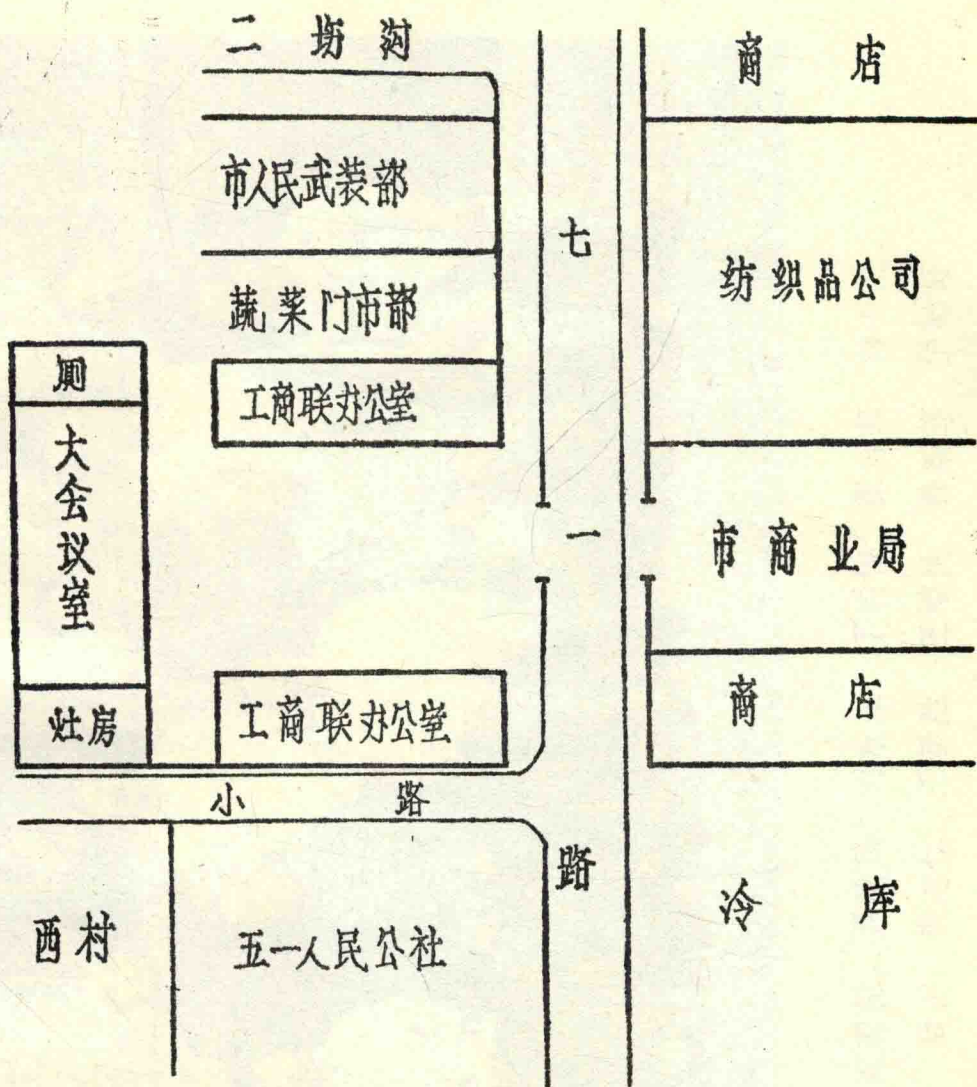 二坊沟
商店
市人民武装部
七一路
纺织品公司
蔬菜门市部
厕
工商联办公室
大会议室
市商业局
灶房
工商联办公室
商店
小路
西村
五一人民公社
冷库